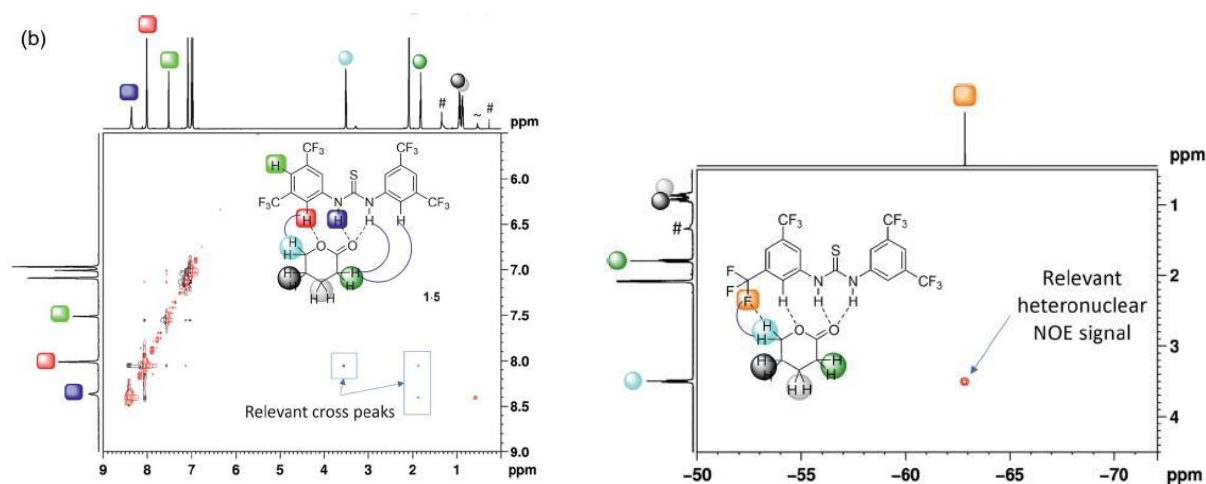 (b)
# ~ #
ppm
CF3 CF3
H S
F3C N N CF3
H H H H
H O O
H
H H
H H H H
1·5
Relevant cross peaks
6.0
6.5
7.0
7.5
8.0
8.5
9.0
9 8 7 6 5 4 3 2 1 ppm
ppm
#
CF3 CF3
S
F N N CF3
F F H H H
H O O
H
H H
H H H H
Relevant
heteronuclear
NOE signal
1
2
3
4
-50 -55 -60 -65 -70 ppm